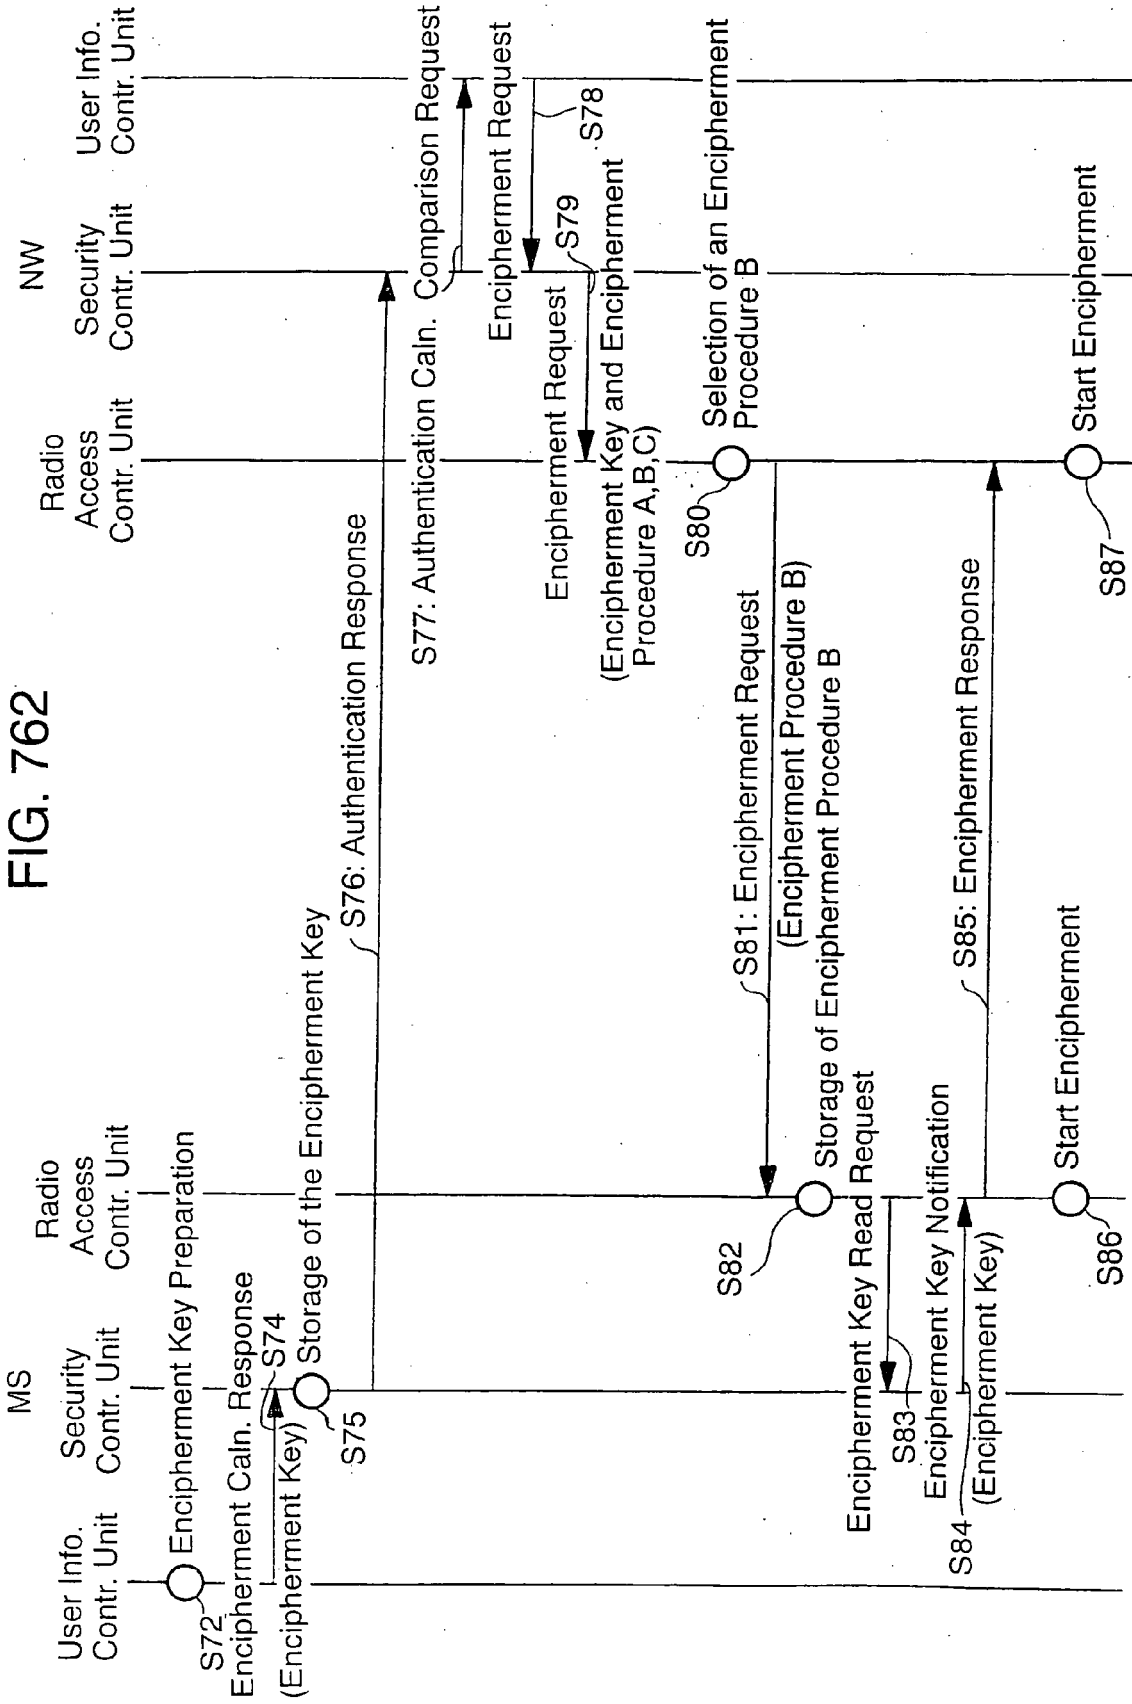 FIG. 762
MS
NW
User Info.
Contr. Unit
Security
Contr. Unit
Radio
Access
Contr. Unit
Radio
Access
Contr. Unit
Security
Contr. Unit
User Info.
Contr. Unit
Encipherment Key Preparation
S72
Encipherment Caln. Response
S74
(Encipherment Key)
Storage of the Encipherment Key
S75
S76: Authentication Response
S77: Authentication Caln. Comparison Request
Encipherment Request
S78
Encipherment Request
S79
(Encipherment Key and Encipherment
Procedure A,B,C)
Selection of an Encipherment
Procedure B
S80
S81: Encipherment Request
(Encipherment Procedure B)
Storage of Encipherment Procedure B
S82
Encipherment Key Read Request
S83
Encipherment Key Notification
S84
(Encipherment Key)
S85: Encipherment Response
Start Encipherment
S86
Start Encipherment
S87